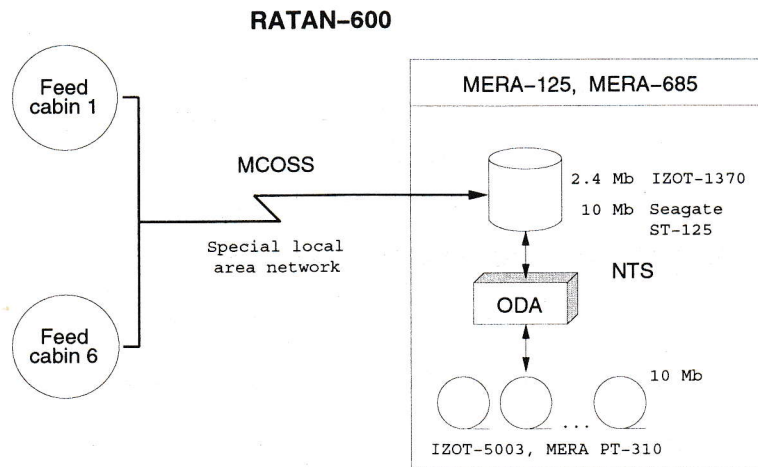 RATAN-600
Feed
cabin 1
MERA-125, MERA-685
MCOSS
2.4 Mb IZOT-1370
10 Mb Seagate
ST-125
Special local
area network
NTS
ODA
Feed
cabin 6
10 Mb
...
IZOT-5003, MERA PT-310